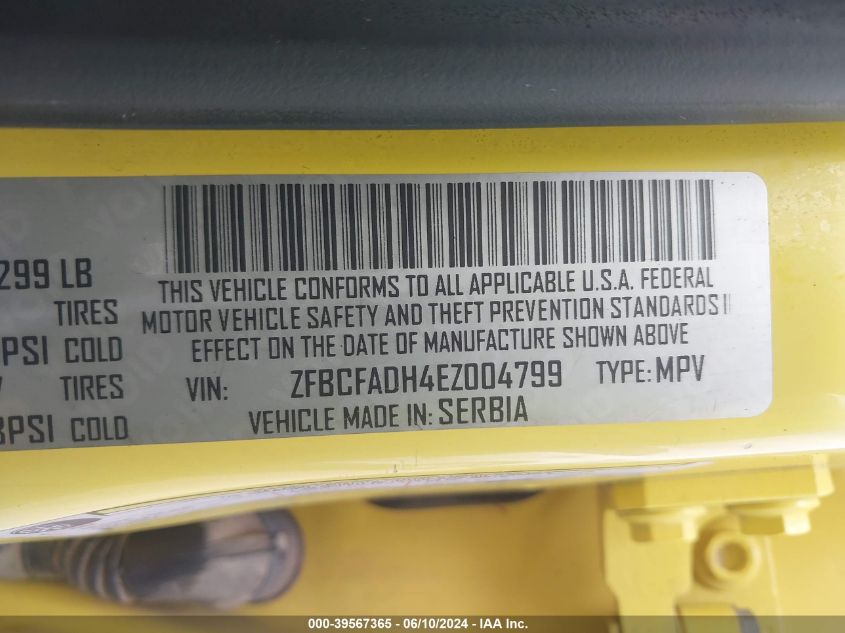 299 LB
TIRES
PSI COLD
TIRES
PSI COLD
THIS VEHICLE CONFORMS TO ALL APPLICABLE U.S.A. FEDERAL
MOTOR VEHICLE SAFETY AND THEFT PREVENTION STANDARDS I
EFFECT ON THE DATE OF MANUFACTURE SHOWN ABOVE
VIN: ZFBCFADH4EZ004799 TYPE: MPV
VEHICLE MADE IN: SERBIA
000-39567365 - 06/10/2024 - IAA, Inc.